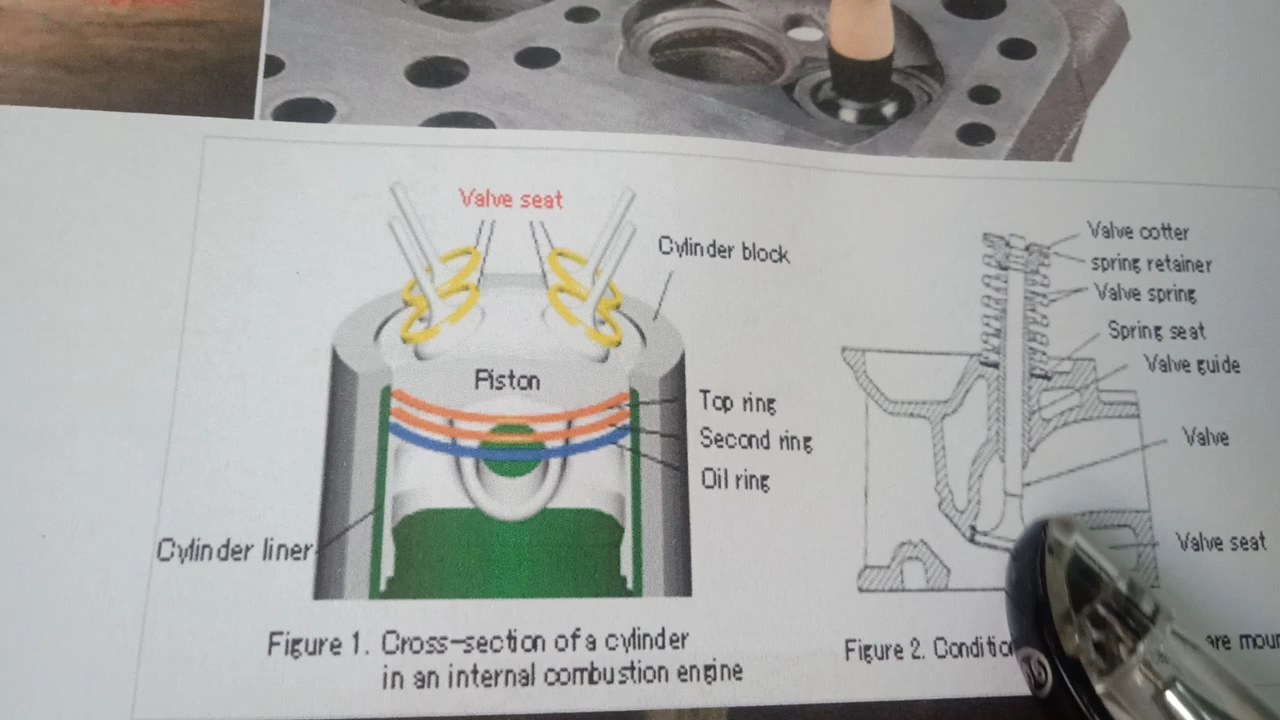 Valve seat
Cylinder block
Piston
Top ring
Second ring
Oil ring
Cylinder liner
Figure 1. Cross-section of a cylinder
in an internal combustion engine
Valve cotter
spring retainer
Valve spring
Spring seat
Valve guide
Valve
Valve seat
Figure 2. Condition are